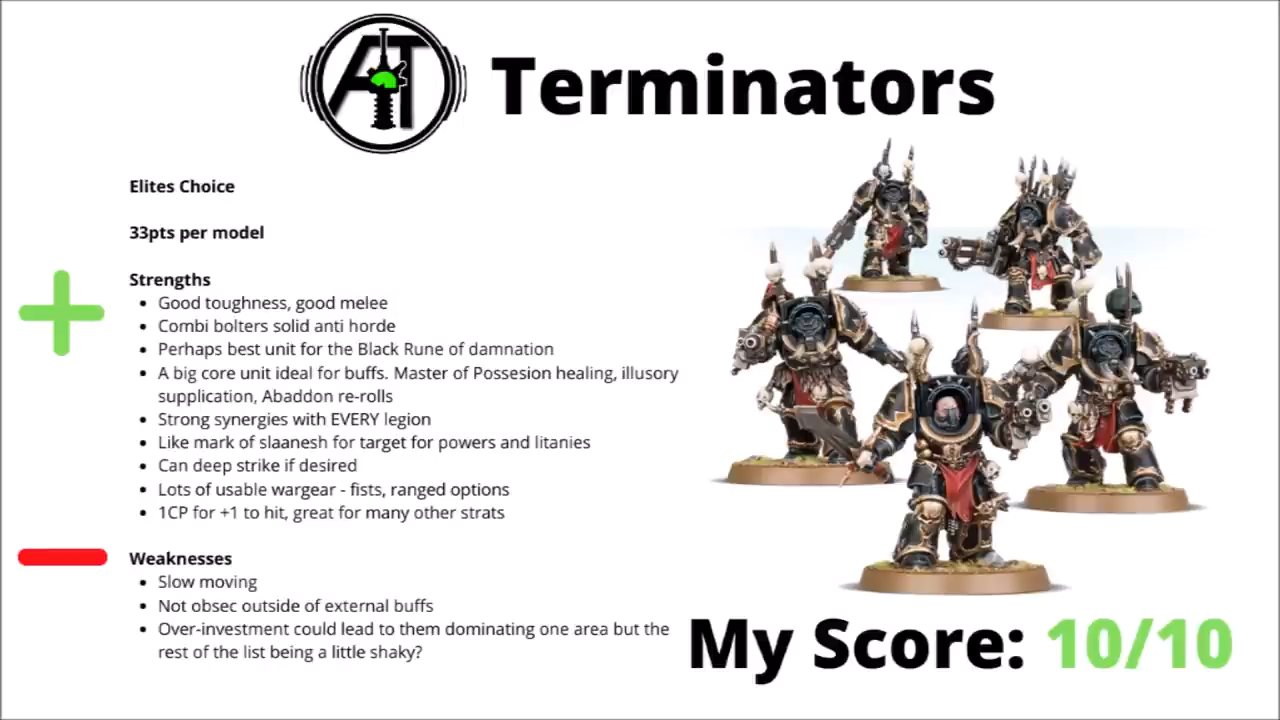 AT
Terminators
Elites Choice
33pts per model
Strengths
• Good toughness, good melee
• Combi bolters solid anti horde
• Perhaps best unit for the Black Rune of damnation
• A big core unit ideal for buffs. Master of Possesion healing, illusory
supplication, Abaddon re-rolls
• Strong synergies with EVERY legion
• Like mark of slaanesh for target for powers and litanies
• Can deep strike if desired
• Lots of usable wargear - fists, ranged options
• 1CP for +1 to hit, great for many other strats
Weaknesses
• Slow moving
• Not obsec outside of external buffs
• Over-investment could lead to them dominating one area but the
rest of the list being a little shaky?
My Score: 10/10